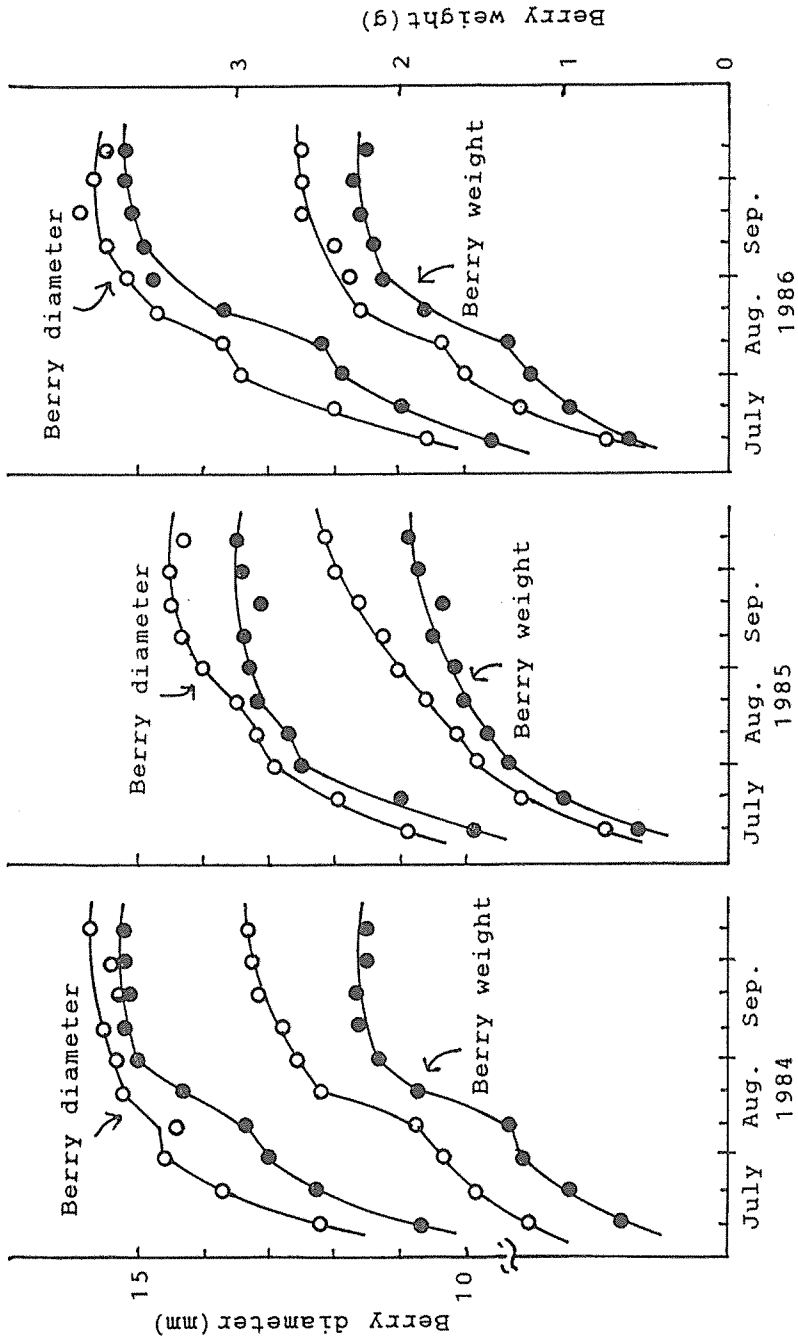 Berry diameter (mm)
15
10
Berry diameter
Berry weight
July Aug. Sep.
1984
Berry diameter
Berry weight
July Aug. Sep.
1985
Berry diameter
Berry weight
July Aug. Sep.
1986
Berry weight (g)
3
2
1
0